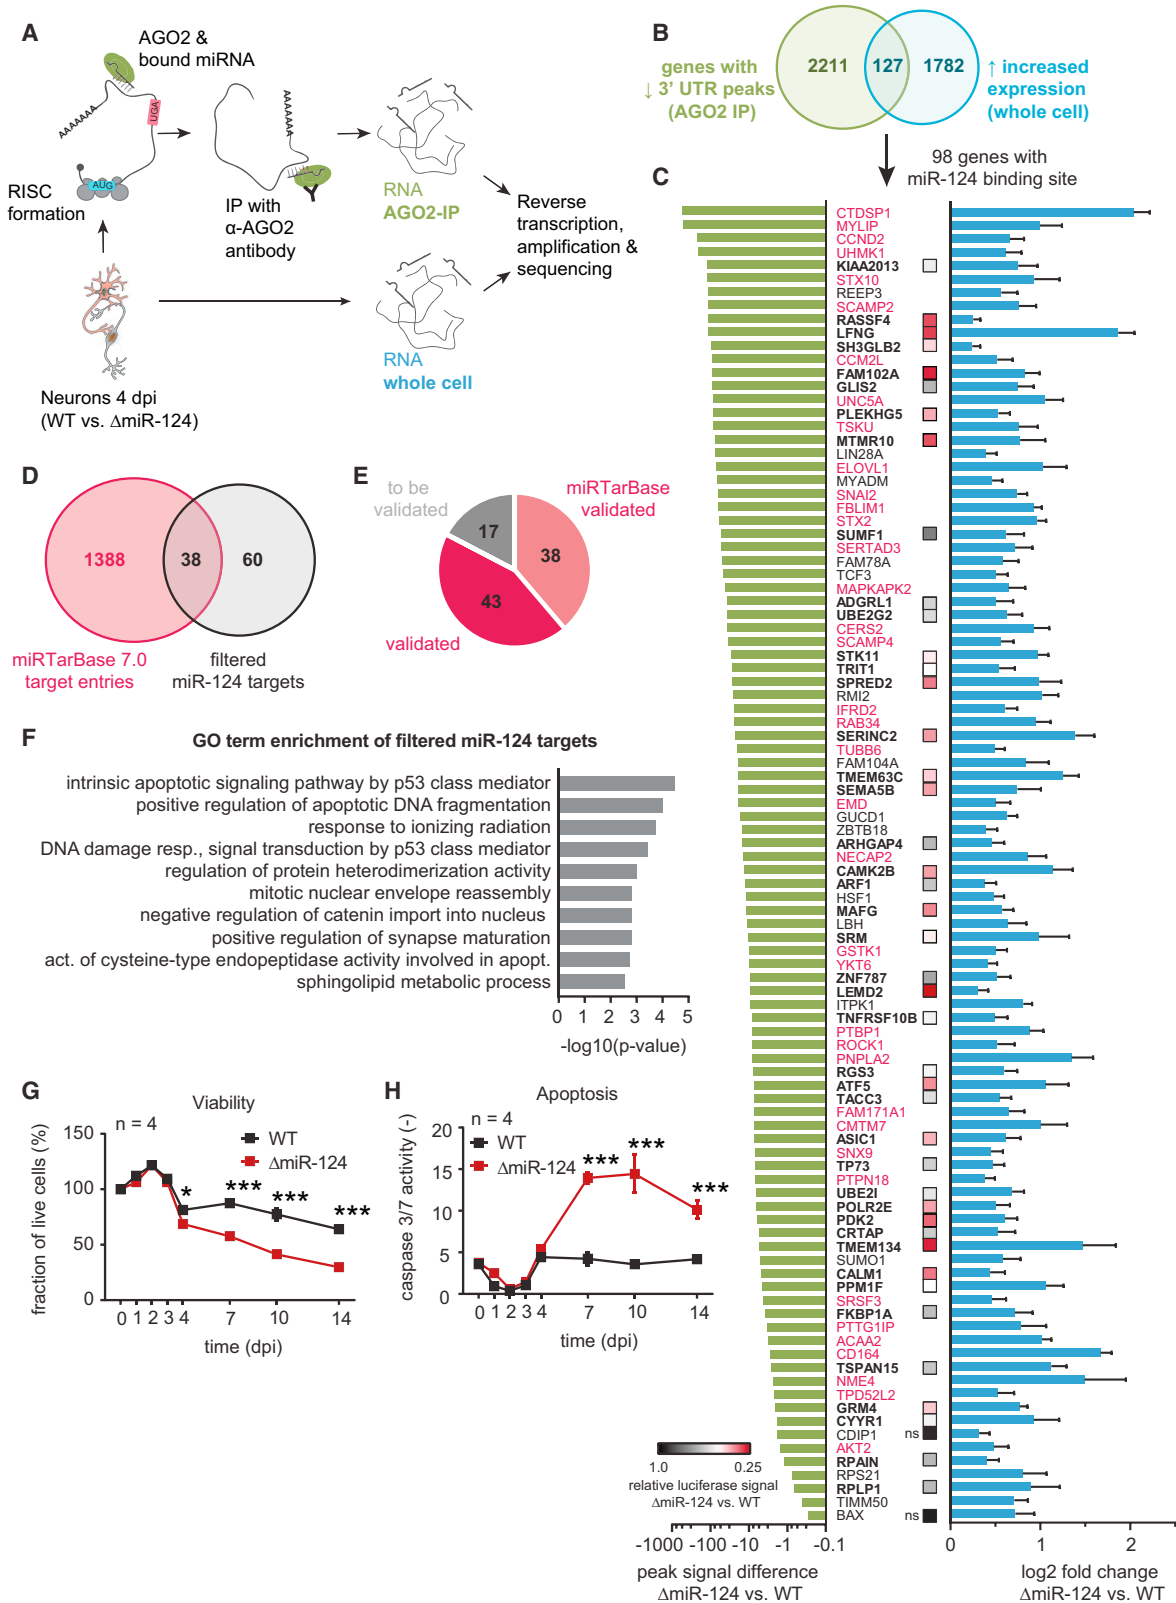 A
AGO2 &
bound miRNA
AAAAAAA
UGA
AUG
RISC
formation
AAAAAAA
IP with
α-AGO2
antibody
RNA
AGO2-IP
Reverse
transcription,
amplification &
sequencing
RNA
whole cell
Neurons 4 dpi
(WT vs. ΔmiR-124)
B
genes with
↓ 3' UTR peaks
(AGO2 IP)
2211
127
1782
↑ increased
expression
(whole cell)
98 genes with
miR-124 binding site
C
CTDSP1
MYLIP
CCND2
UHMK1
KIAA2013
STX10
REEP3
SCAMP2
RASSF4
LFNG
SH3GLB2
CCM2L
FAM102A
GLIS2
UNC5A
PLEKHG5
TSKU
MTMR10
LIN28A
ELOVL1
MYADM
SNAI2
FBLIM1
STX2
SUMF1
SERTAD3
FAM78A
TCF3
MAPKAPK2
ADGRL1
UBE2G2
CERS2
SCAMP4
STK11
TRIT1
SPRED2
RMI2
IFRD2
RAB34
SERINC2
TUBB6
FAM104A
TMEM63C
SEMA5B
EMD
GUCD1
ZBTB18
ARHGAP4
NECAP2
CAMK2B
ARF1
HSF1
MAFG
LBH
SRM
GSTK1
YKT6
ZNF787
LEMD2
ITPK1
TNFRSF10B
PTBP1
ROCK1
PNPLA2
RGS3
ATF5
TACC3
FAM171A1
CMTM7
ASIC1
SNX9
TP73
PTPN18
UBE2I
POLR2E
PDK2
CRTAP
TMEM134
SUMO1
CALM1
PPM1F
SRSF3
FKBP1A
PTTG1IP
ACAA2
CD164
TSPAN15
NME4
TPD52L2
GRM4
CYYR1
CDIP1 ns
AKT2
RPAIN
RPS21
RPLP1
TIMM50
BAX ns
1.0 0.25
relative luciferase signal
ΔmiR-124 vs. WT
-1000 -100 -10 -1 -0.1
peak signal difference
ΔmiR-124 vs. WT
0 1 2
log2 fold change
ΔmiR-124 vs. WT
D
1388
38
60
miRTarBase 7.0
target entries
filtered
miR-124 targets
E
to be
validated
miRTarBase
validated
17
38
43
validated
F
GO term enrichment of filtered miR-124 targets
intrinsic apoptotic signaling pathway by p53 class mediator
positive regulation of apoptotic DNA fragmentation
response to ionizing radiation
DNA damage resp., signal transduction by p53 class mediator
regulation of protein heterodimerization activity
mitotic nuclear envelope reassembly
negative regulation of catenin import into nucleus
positive regulation of synapse maturation
act. of cysteine-type endopeptidase activity involved in apopt.
sphingolipid metabolic process
0 1 2 3 4 5
-log10(p-value)
G
Viability
n = 4
WT
ΔmiR-124
fraction of live cells (%)
150
100
50
0
*
***
***
***
0 1 2 3 4 7 10 14
time (dpi)
H
Apoptosis
n = 4
WT
ΔmiR-124
caspase 3/7 activity (-)
20
15
10
5
0
***
***
***
0 1 2 3 4 7 10 14
time (dpi)